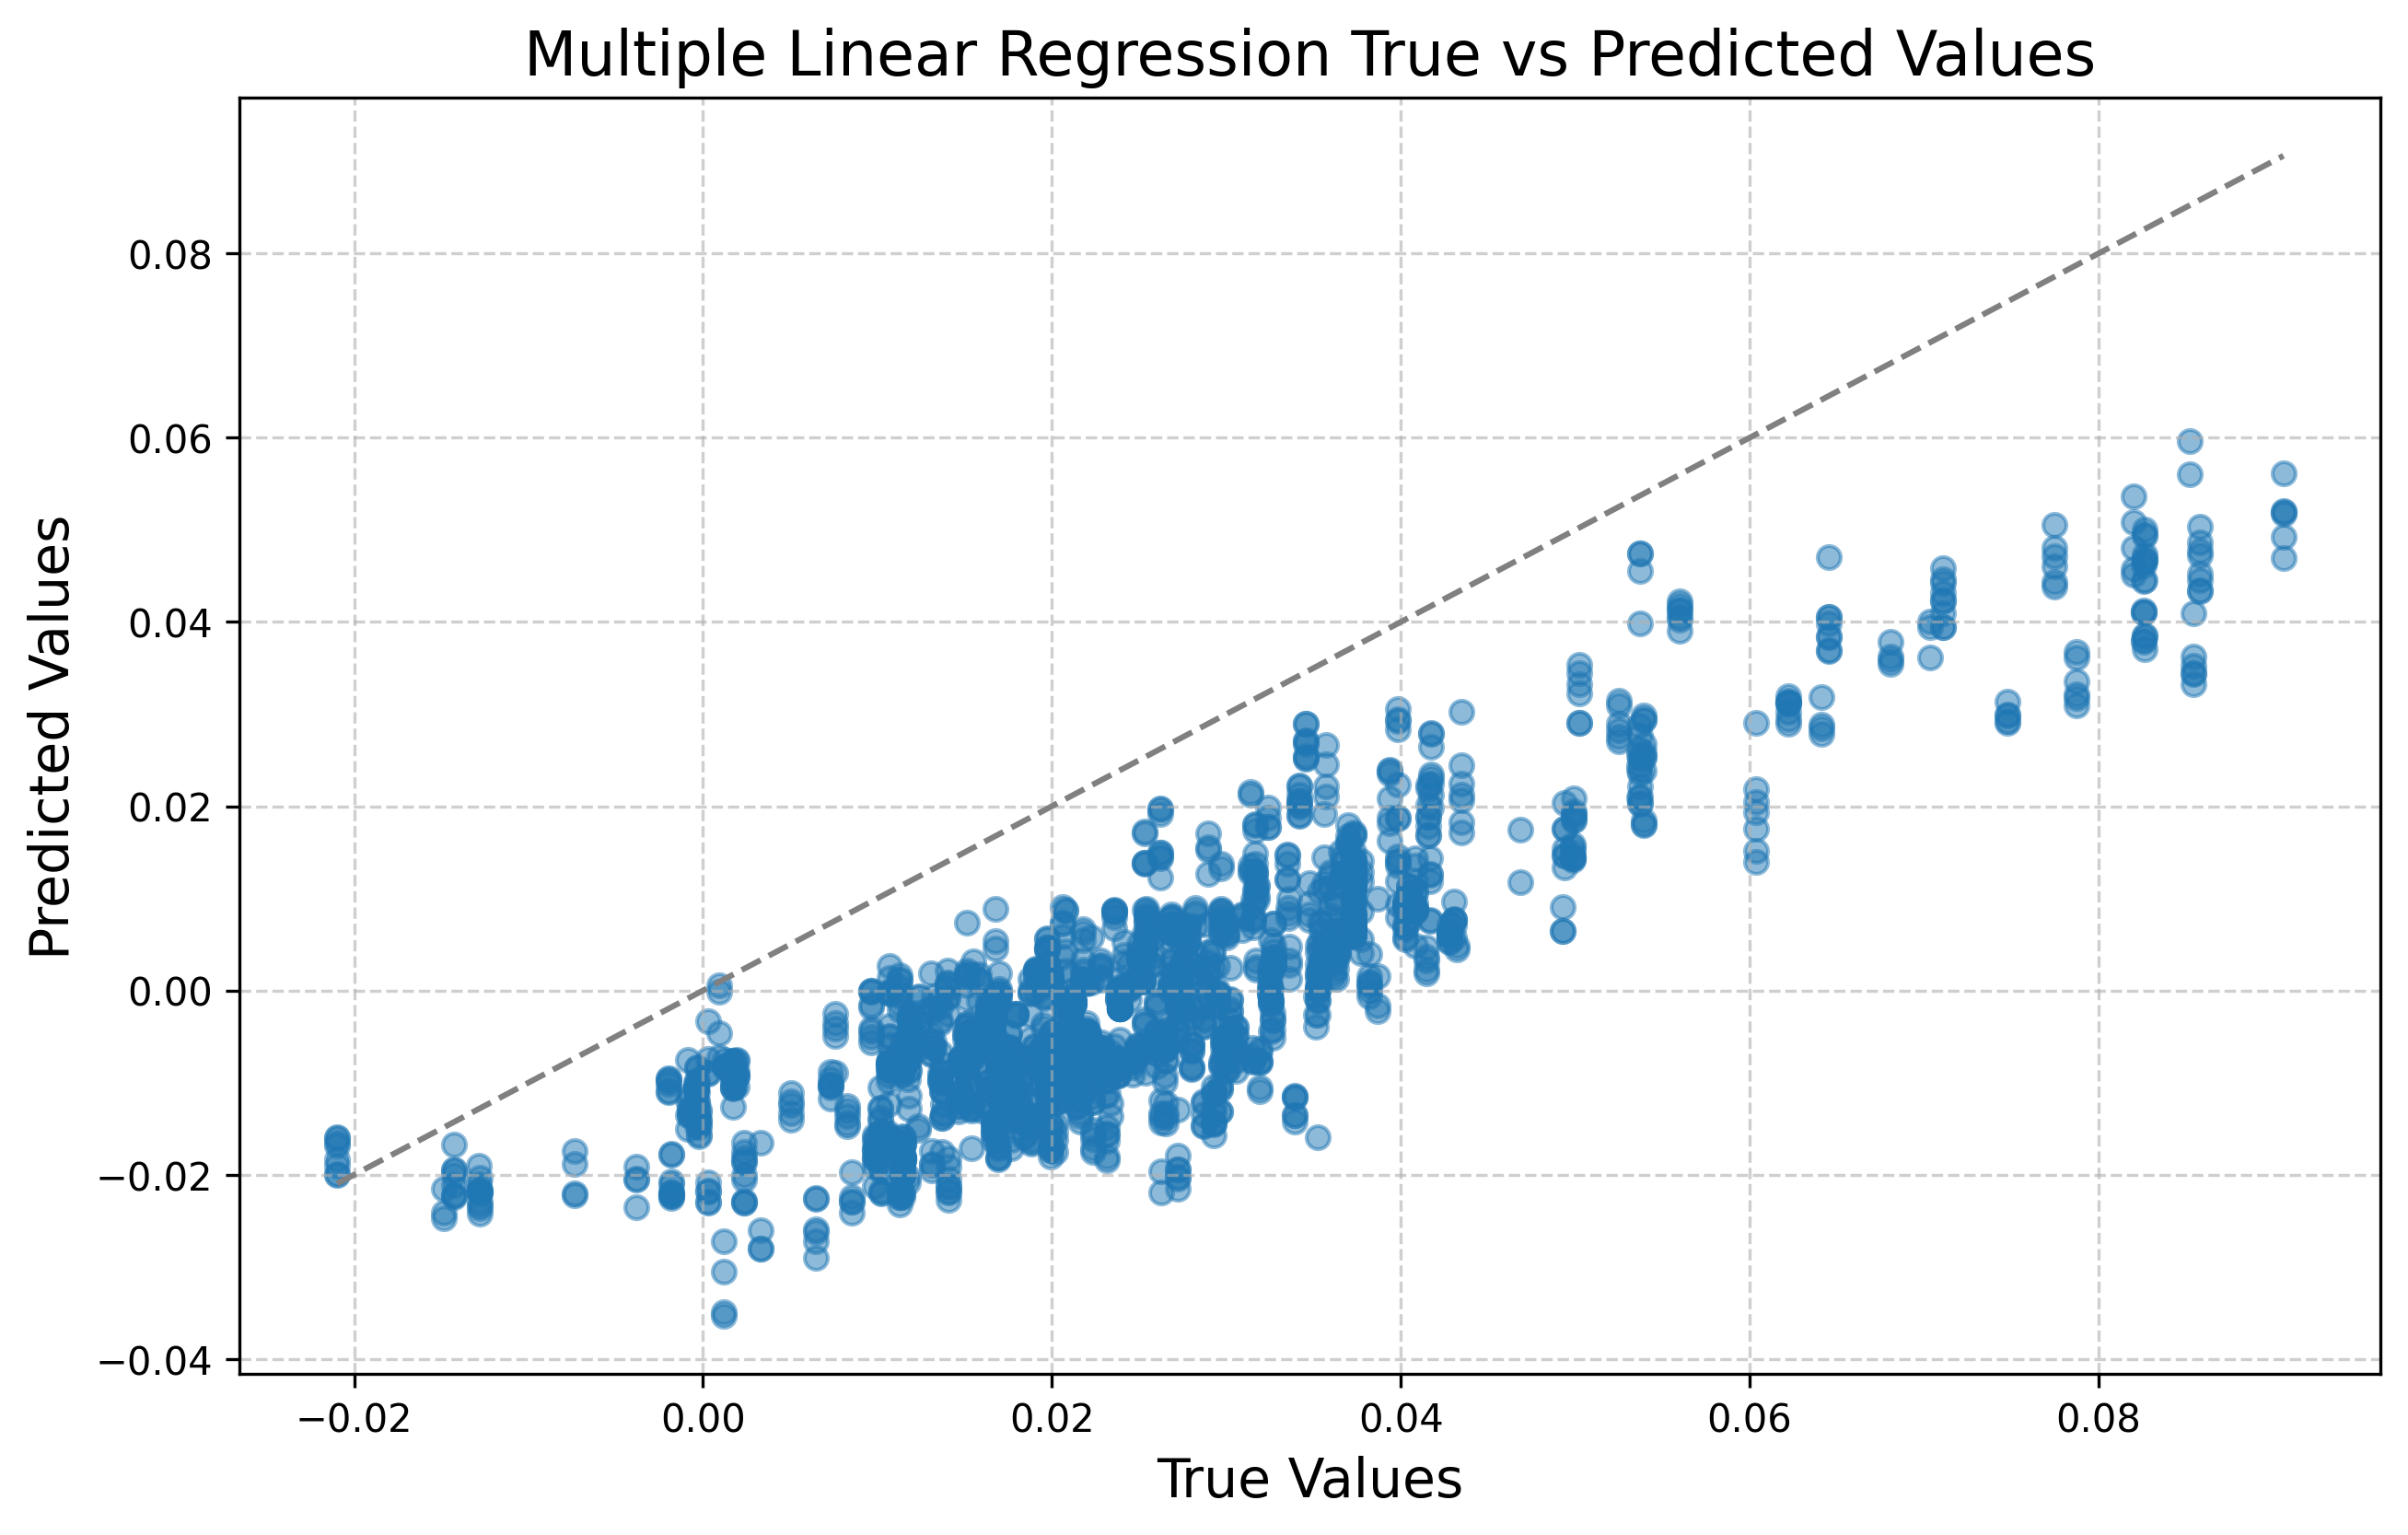 Multiple Linear Regression True vs Predicted Values
Predicted Values
0.08
0.06
0.04
0.02
0.00
−0.02
−0.04
−0.02 0.00 0.02 0.04 0.06 0.08
True Values